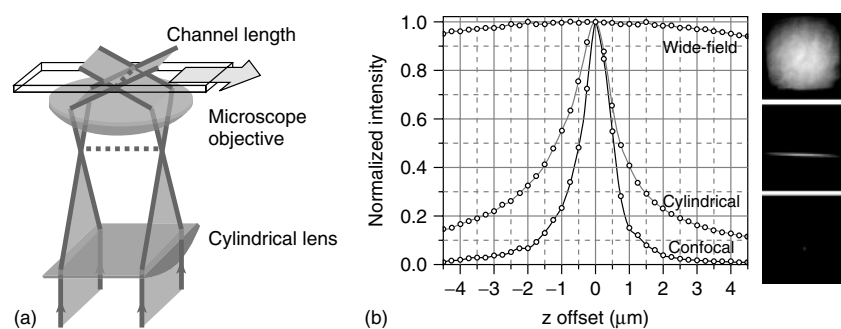 Channel length
Microscope
objective
Cylindrical lens
(a)
Normalized intensity
1.0
0.8
0.6
0.4
0.2
0.0
Wide-field
Cylindrical
Confocal
−4 −3 −2 −1 0 1 2 3 4
z offset (μm)
(b)